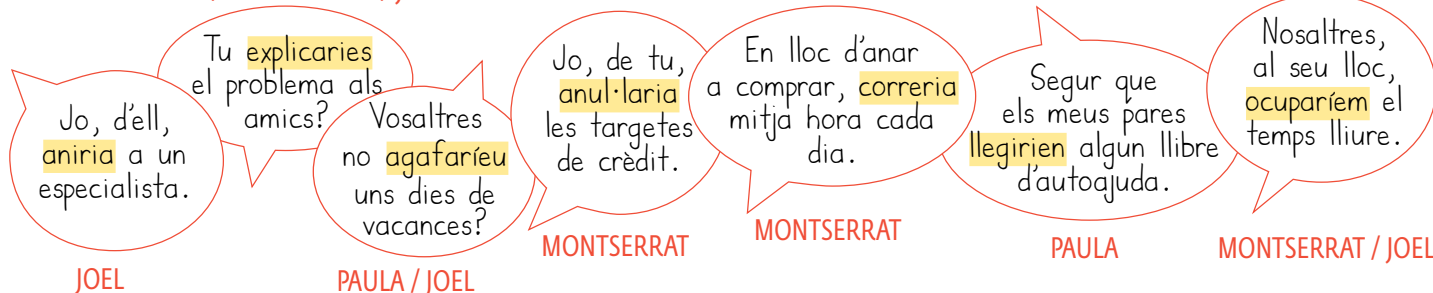 Jo, d'ell,
aniria a un
especialista.
JOEL
Tu explicaries
el problema als
amics?
Vosaltres
no agafaríeu
uns dies de
vacances?
PAULA / JOEL
Jo, de tu,
anul·laria
les targetes
de crèdit.
MONTSERRAT
En lloc d'anar
a comprar, correria
mitja hora cada
dia.
MONTSERRAT
Segur que
els meus pares
llegirien algun llibre
d'autoajuda.
PAULA
Nosaltres,
al seu lloc,
ocuparíem el
temps lliure.
MONTSERRAT / JOEL